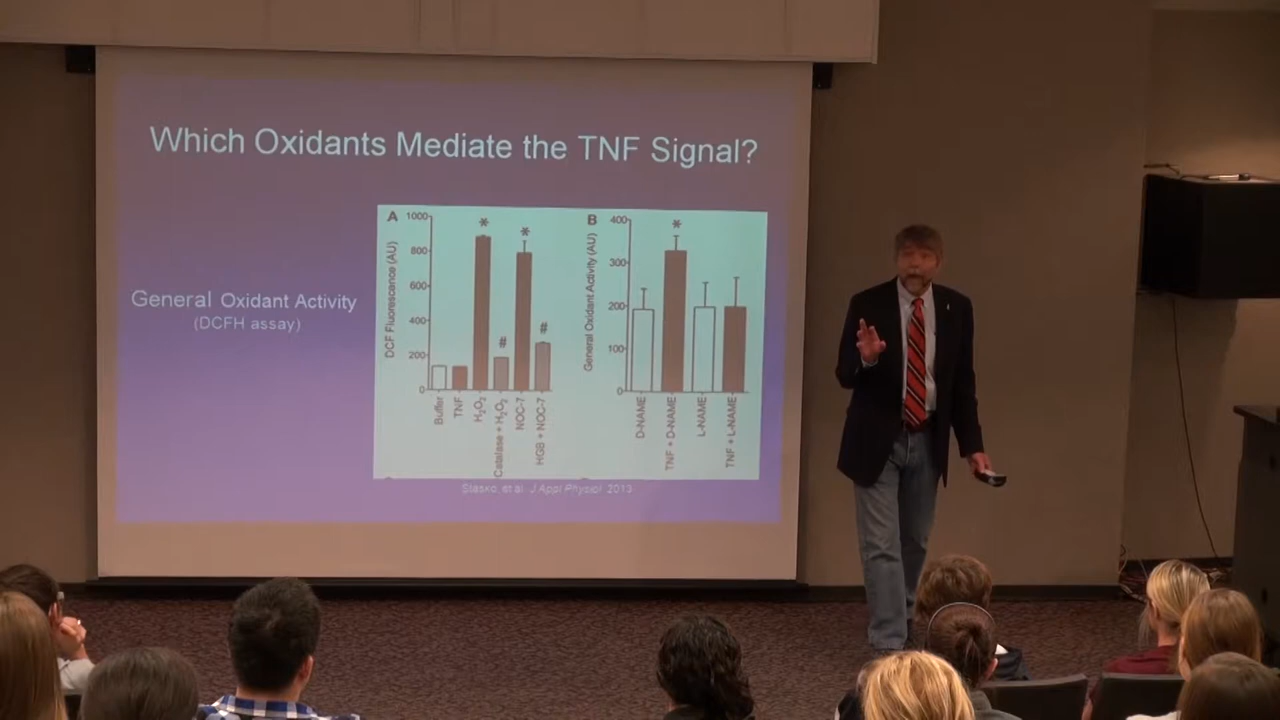 Which Oxidants Mediate the TNF Signal?
General Oxidant Activity
(DCFH assay)
A
DCF Fluorescence (AU)
1000
800
600
400
200
0
*
*
#
#
Buffer
TNF
H₂O₂
Catalase + H₂O₂
NOC-7
HGB + NOC-7
B
General Oxidant Activity (AU)
400
300
200
100
0
*
D-NAME
TNF + D-NAME
L-NAME
TNF + L-NAME
Stasko, et al. J Appl Physiol. 2013